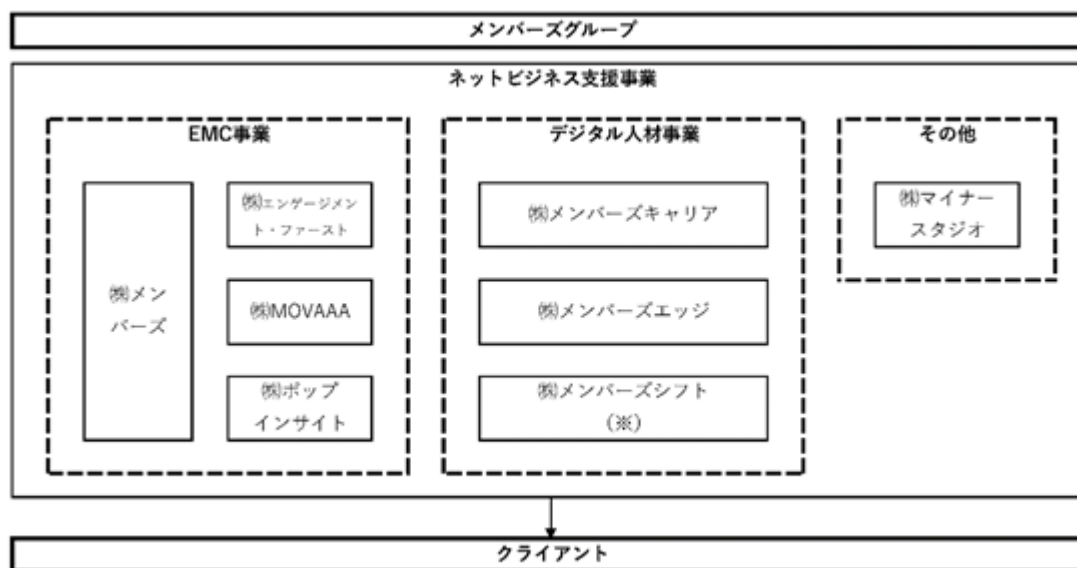 メンバーズグループ
ネットビジネス支援事業
EMC事業
㈱メン
バーズ
㈱エンゲージメン
ト・ファースト
㈱MOVAAA
㈱ポップ
インサイト
デジタル人材事業
㈱メンバーズキャリア
㈱メンバーズエッジ
㈱メンバーズシフト
(※)
その他
㈱マイナー
スタジオ
クライアント